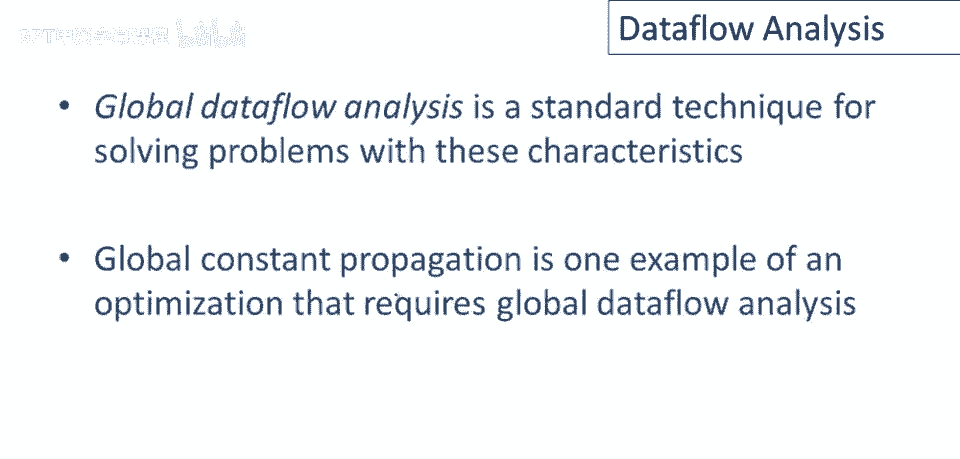 Dataflow Analysis
• Global dataflow analysis is a standard technique for
solving problems with these characteristics
• Global constant propagation is one example of an
optimization that requires global dataflow analysis